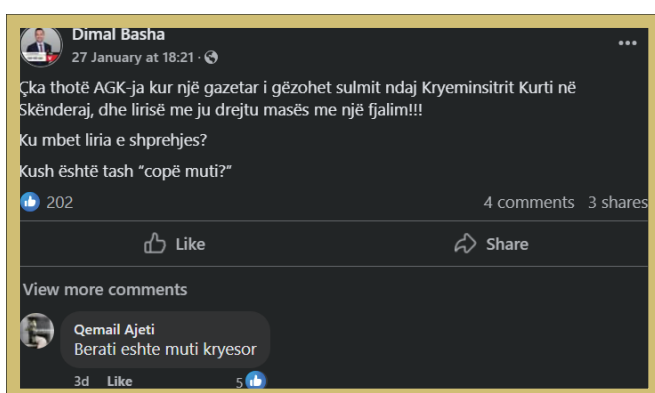 Dimal Basha
27 January at 18:21
Çka thotë AGK-ja kur një gazetar i gëzohet sulmit ndaj Kryeminsitrit Kurti në
Skënderaj, dhe lirisë me ju drejtu masës me një fjalim!!!
Ku mbet liria e shprehjes?
Kush është tash “copë muti?”
202
4 comments 3 shares
Like
Share
View more comments
Qemail Ajeti
Berati eshte muti kryesor
3d Like 5